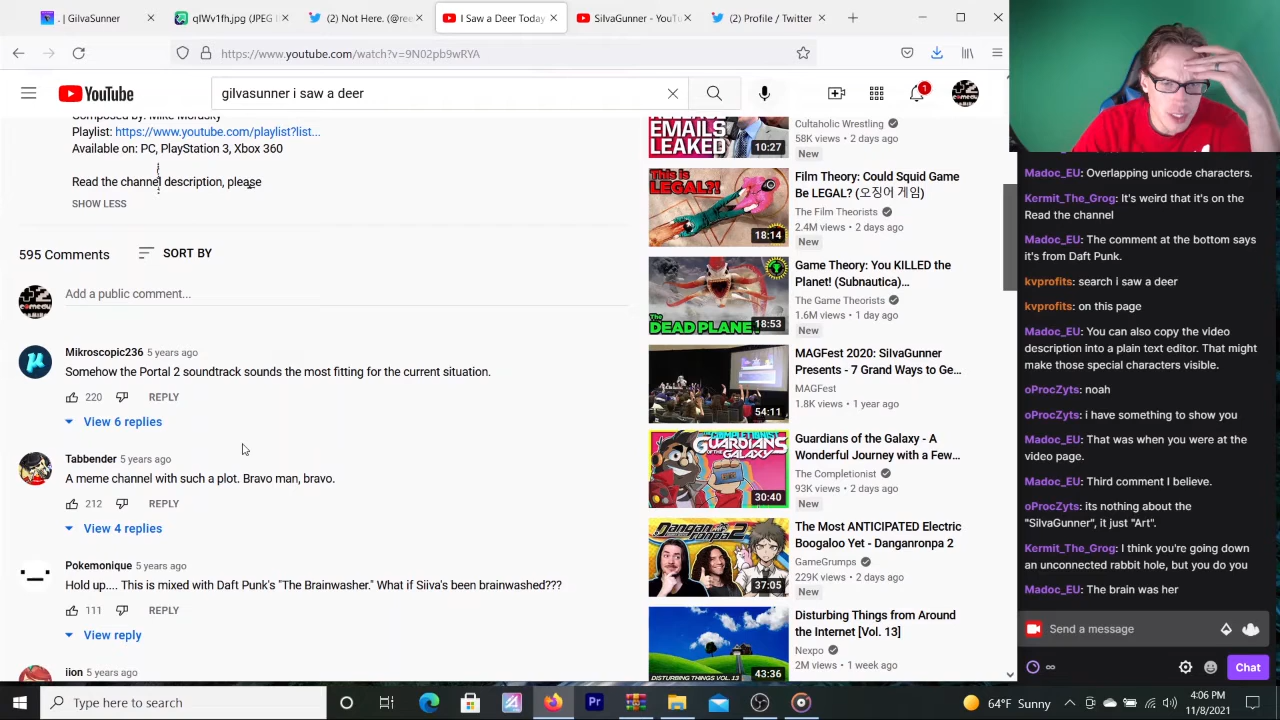 . GilvaSunner
qIWv1fh.jpg (JPEG I
(2) Not Here. (@ree
I Saw a Deer Today
SilvaGunner - YouTu
(2) Profile / Twitter
https://www.youtube.com/watch?v=9N02pb9wRYA
YouTube
gilvasunner i saw a deer
1
Playlist: https://www.youtube.com/playlist?list...
Available on: PC, PlayStation 3, Xbox 360
Read the channel description, please
SHOW LESS
595 Comments
SORT BY
Add a public comment...
Mikroscopic236 5 years ago
Somehow the Portal 2 soundtrack sounds the most fitting for the current situation.
220
REPLY
View 6 replies
Tabbender 5 years ago
A meme channel with such a plot. Bravo man, bravo.
212
REPLY
View 4 replies
Pokemonique 5 years ago
Hold up.... This is mixed with Daft Punk's "The Brainwasher." What if Siiva's been brainwashed???
111
REPLY
View reply
iion 5 years ago
EMAILS
LEAKED
10:27
Cultaholic Wrestling
58K views • 2 days ago
New
This is
LEGAL?!
18:14
Film Theory: Could Squid Game
Be LEGAL? (오징어 게임)
The Film Theorists
2.4M views • 2 days ago
New
The
DEAD PLANET
18:53
Game Theory: You KILLED the
Planet! (Subnautica)...
The Game Theorists
1.6M views • 1 day ago
New
54:11
MAGFest 2020: SilvaGunner
Presents - 7 Grand Ways to Ge...
MAGFest
1.8K views • 1 year ago
THE COMPLETIONIST
GUARDIANS
OF THE
GALAXY
30:40
Guardians of the Galaxy - A
Wonderful Journey with a Few...
The Completionist
93K views • 2 days ago
New
Danganronpa 2
37:05
The Most ANTICIPATED Electric
Boogaloo Yet - Danganronpa 2
GameGrumps
229K views • 2 days ago
New
DISTURBING THINGS VOL. 13
43:36
Disturbing Things from Around
the Internet [Vol. 13]
Nexpo
2M views • 1 week ago
Madoc_EU: Overlapping unicode characters.
Kermit_The_Grog: It's weird that it's on the
Read the channel
Madoc_EU: The comment at the bottom says
it's from Daft Punk.
kvprofits: search i saw a deer
kvprofits: on this page
Madoc_EU: You can also copy the video
description into a plain text editor. That might
make those special characters visible.
oProcZyts: noah
oProcZyts: i have something to show you
Madoc_EU: That was when you were at the
video page.
Madoc_EU: Third comment I believe.
oProcZyts: its nothing about the
"SilvaGunner", it just "Art".
Kermit_The_Grog: I think you're going down
an unconnected rabbit hole, but you do you
Madoc_EU: The brain was her
Send a message
∞
Chat
Type here to search
Pr
64°F Sunny
4:06 PM
11/8/2021